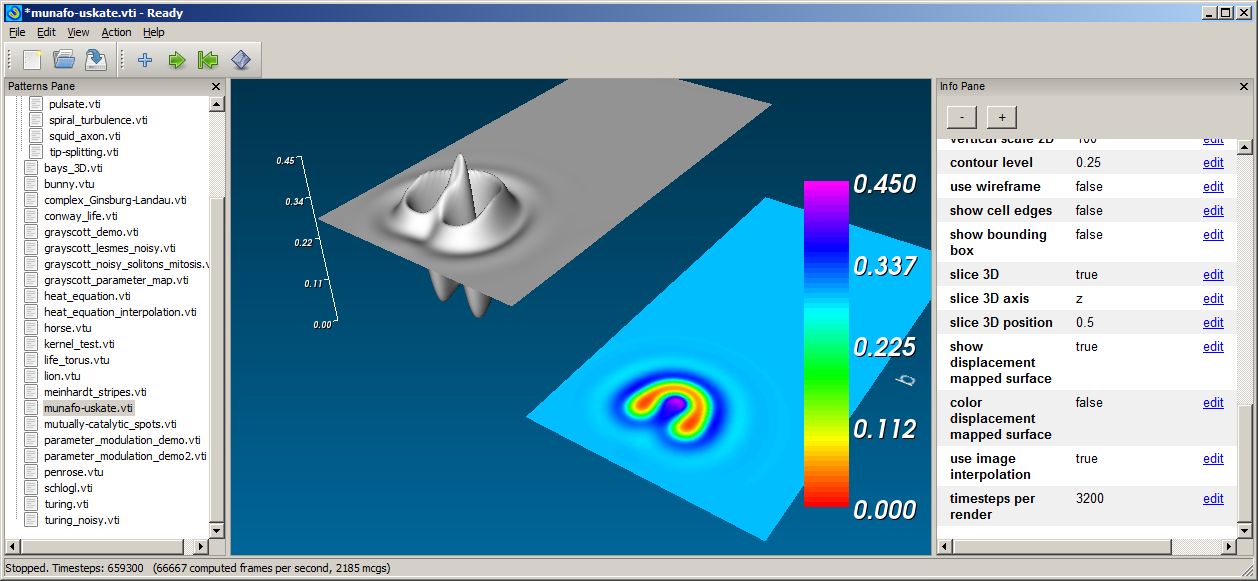 *munafo-uskate.vti - Ready
File Edit View Action Help
Patterns Pane
pulsate.vti
spiral_turbulence.vti
squid_axon.vti
tip-splitting.vti
bays_3D.vti
bunny.vtu
complex_Ginsburg-Landau.vti
conway_life.vti
grayscott_demo.vti
grayscott_lesmes_noisy.vti
grayscott_noisy_solitons_mitosis.v
grayscott_parameter_map.vti
heat_equation.vti
heat_equation_interpolation.vti
horse.vtu
kernel_test.vti
life_torus.vtu
lion.vtu
meinhardt_stripes.vti
munafo-uskate.vti
mutually-catalytic_spots.vti
parameter_modulation_demo.vti
parameter_modulation_demo2.vti
penrose.vtu
schlogl.vti
turing.vti
turing_noisy.vti
0.45
0.34
0.22
0.11
0.00
0.450
0.337
0.225
0.112
0.000
b
Info Pane
- +
vertical scale 2D 100 edit
contour level 0.25 edit
use wireframe false edit
show cell edges false edit
show bounding false edit
box
slice 3D true edit
slice 3D axis z edit
slice 3D position 0.5 edit
show true edit
displacement
mapped surface
color false edit
displacement
mapped surface
use image true edit
interpolation
timesteps per 3200 edit
render
Stopped. Timesteps: 659300 (66667 computed frames per second, 2185 mcgs)